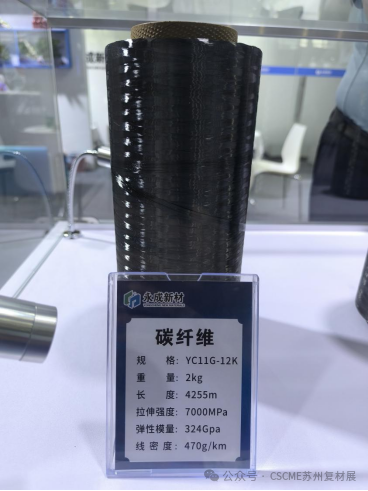 永成新材
碳纤维
规 格: YC11G-12K
重 量: 2kg
长 度: 4255m
拉伸强度: 7000MPa
弹性模量: 324Gpa
线 密 度: 470g/km
公众号 · CSCME苏州复材展